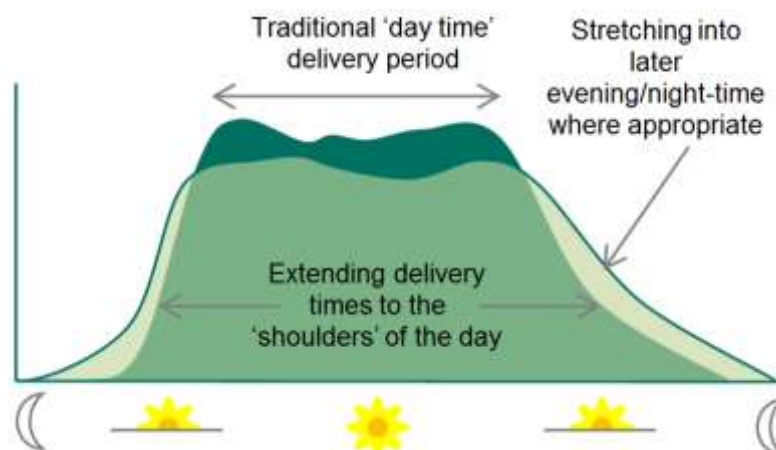 Traditional ‘day time’
delivery period
Stretching into
later
evening/night-time
where appropriate
Extending delivery
times to the
‘shoulders’ of the day